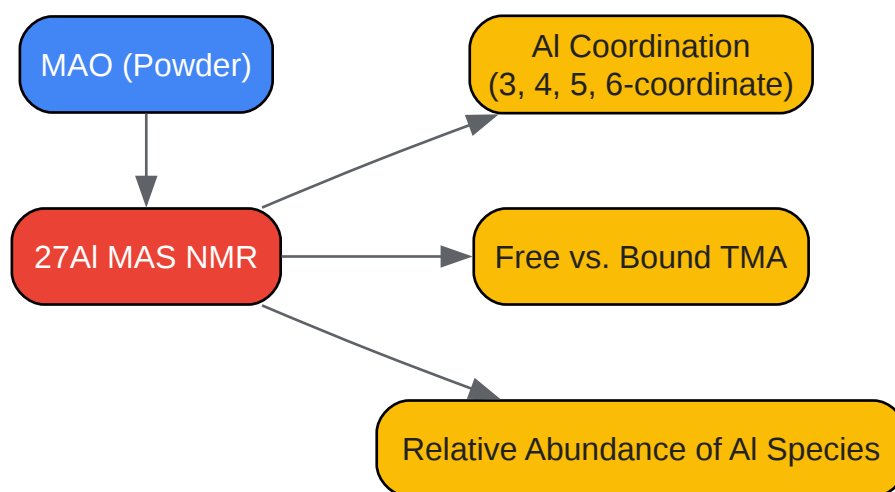 MAO (Powder)
Al Coordination
(3, 4, 5, 6-coordinate)
27Al MAS NMR
Free vs. Bound TMA
Relative Abundance of Al Species